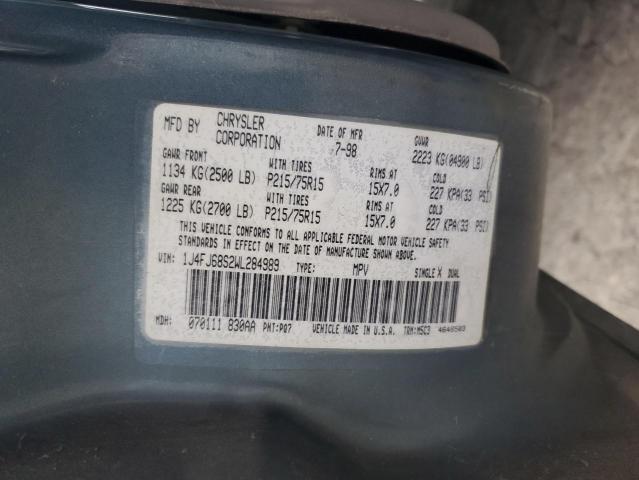 MFD BY CHRYSLER CORPORATION DATE OF MFR 7-98 GVWR 2223 KG(04900 LB)
GAWR FRONT WITH TIRES RIMS AT COLD
1134 KG(2500 LB) P215/75R15 15X7.0 227 KPA(33 PSI)
GAWR REAR WITH TIRES RIMS AT COLD
1225 KG(2700 LB) P215/75R15 15X7.0 227 KPA(33 PSI)
THIS VEHICLE CONFORMS TO ALL APPLICABLE FEDERAL MOTOR VEHICLE SAFETY
STANDARDS IN EFFECT ON THE DATE OF MANUFACTURE SHOWN ABOVE.
VIN: 1J4FJ68S2WL284989 TYPE: MPV SINGLE X DUAL
MDH: 070111 830AA PNT:PQ7 VEHICLE MADE IN U.S.A. TRM:M5C3